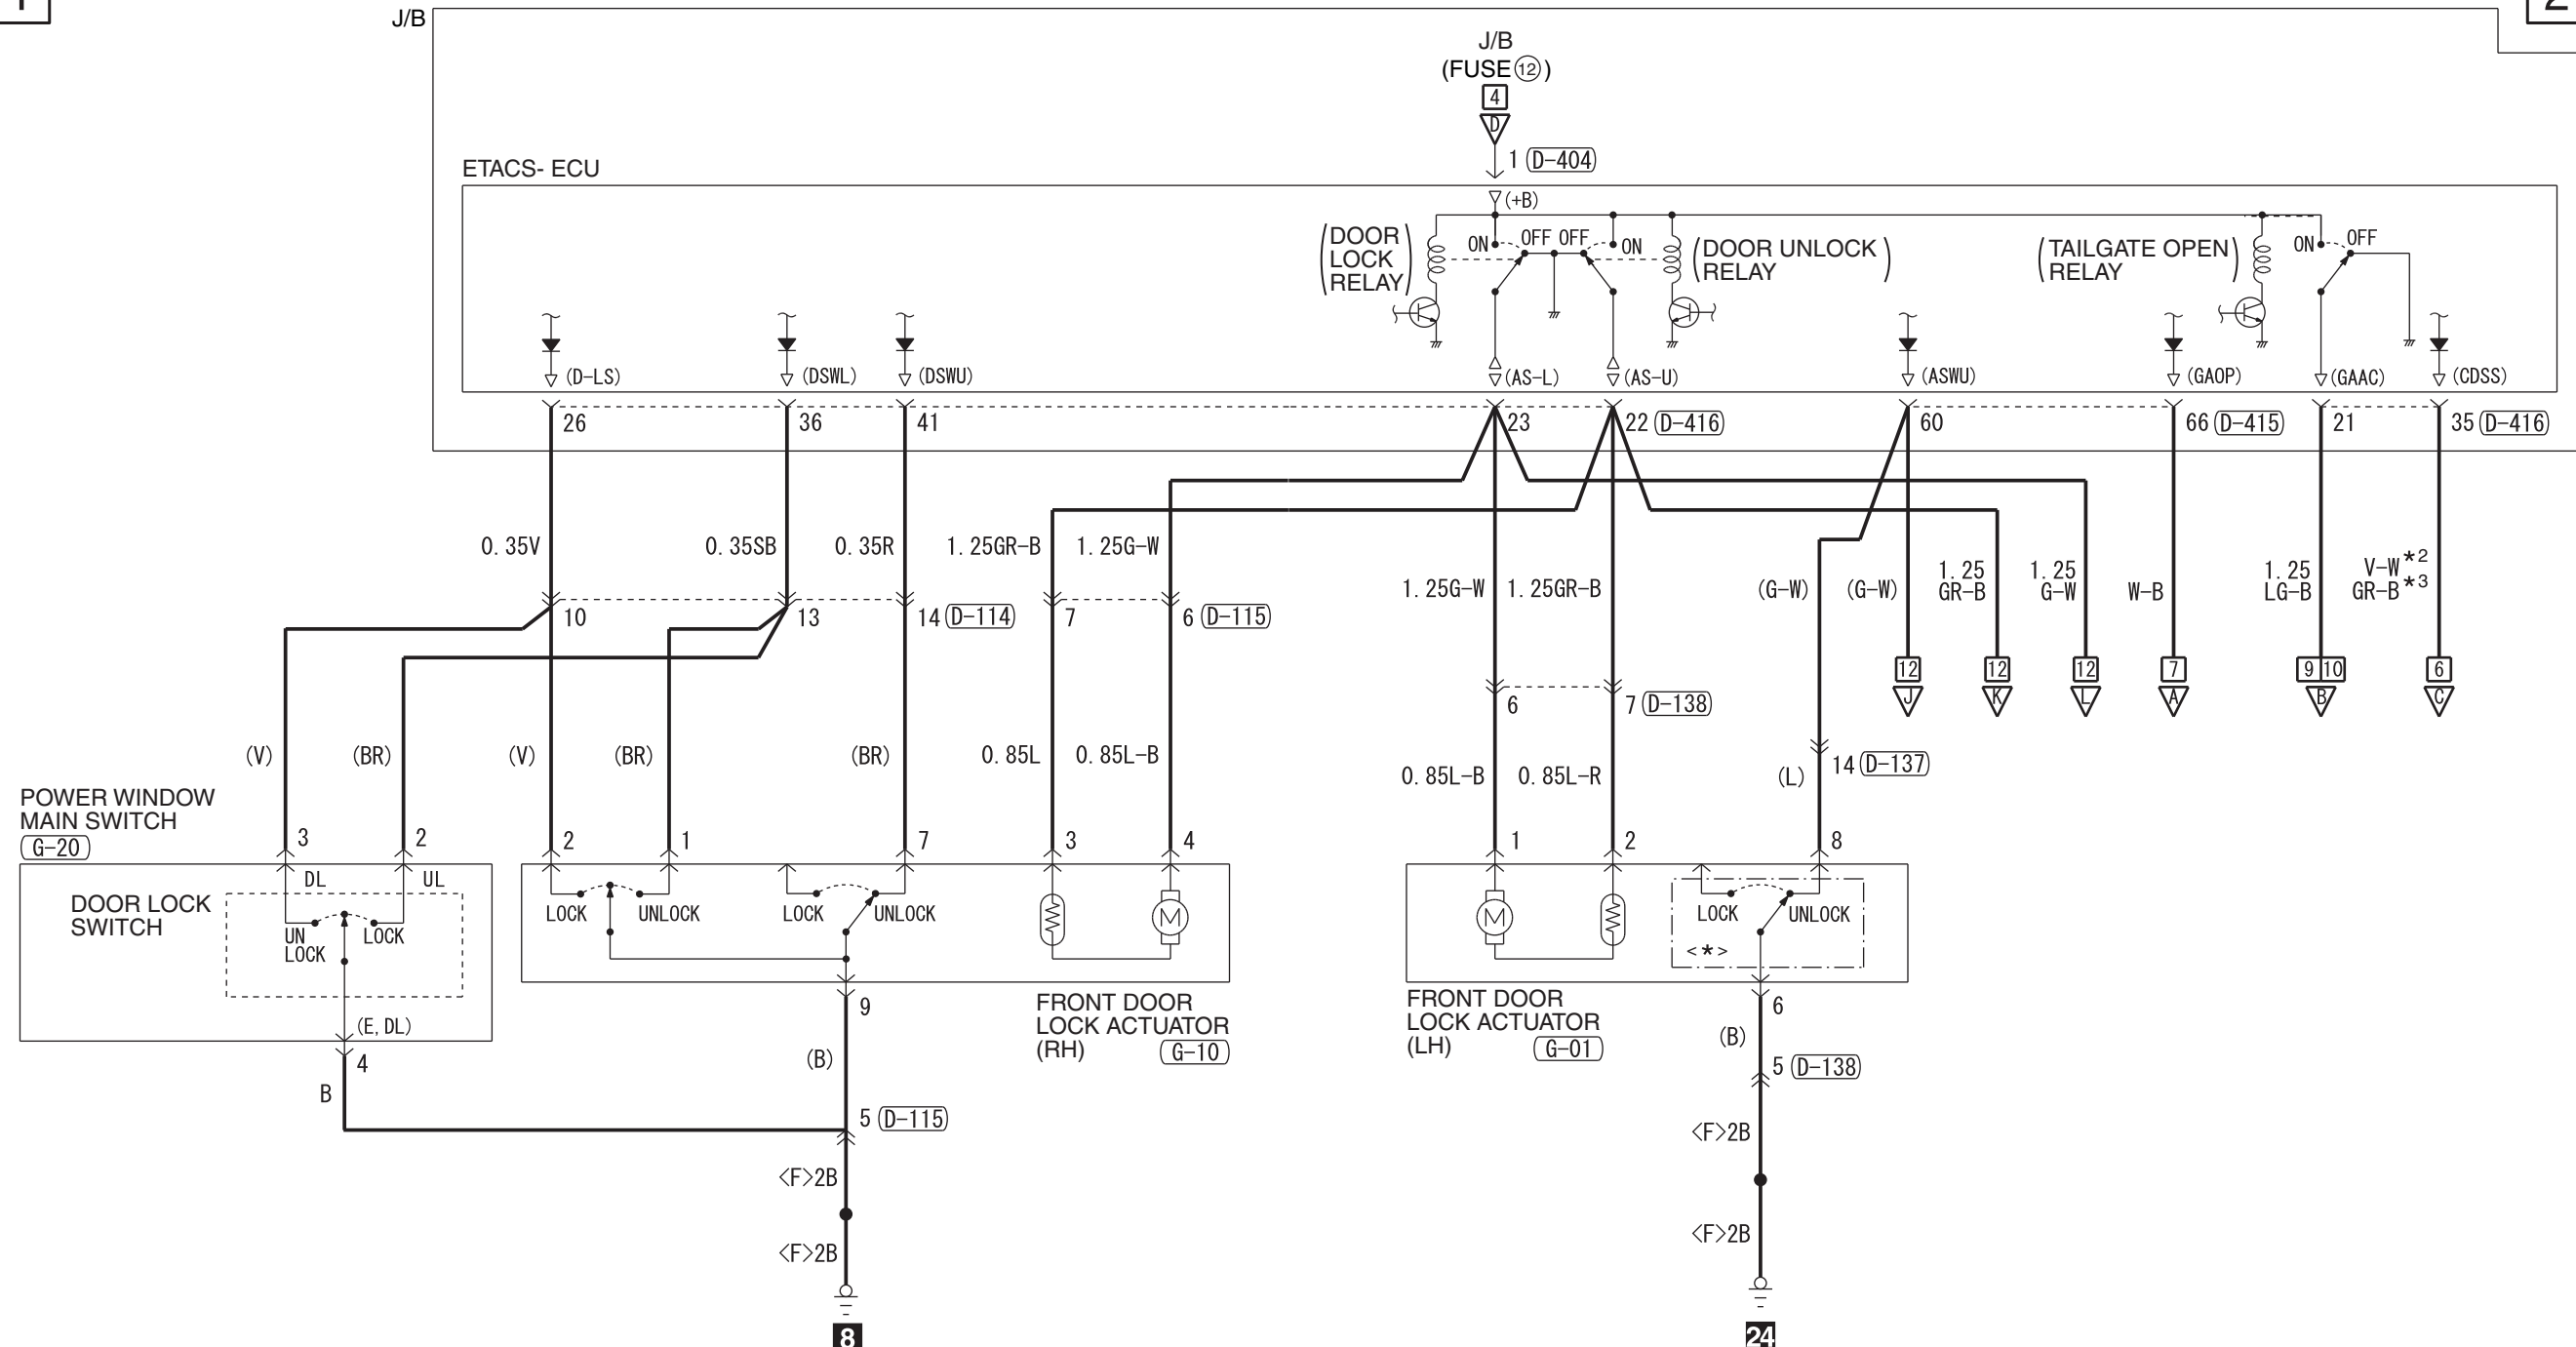 J/B
J/B
(FUSE⑫)
4
D
1 D-404
ETACS- ECU
(+B)
DOOR
LOCK
RELAY
ON OFF OFF ON
DOOR UNLOCK
RELAY
TAILGATE OPEN
RELAY
ON OFF
(D-LS) (DSWL) (DSWU) (AS-L) (AS-U) (ASWU) (GAOP) (GAAC) (CDSS)
26 36 41 23 22 D-416 60 66 D-415 21 35 D-416
0.35V 0.35SB 0.35R 1.25GR-B 1.25G-W
1.25G-W 1.25GR-B (G-W) (G-W)
1.25
GR-B
1.25
G-W
W-B
1.25
LG-B
V-W*2
GR-B*3
10 13 14 D-114 7 6 D-115
12 12 12 7 9 10 6
J K L A B C
6 7 D-138
14 D-137
(V) (BR) (V) (BR) (BR) 0.85L 0.85L-B
0.85L-B 0.85L-R (L)
POWER WINDOW
MAIN SWITCH
G-20
3 2 2 1 7 3 4 1 2 8
DL UL
DOOR LOCK
SWITCH
UN
LOCK
LOCK
LOCK UNLOCK LOCK UNLOCK M
M LOCK UNLOCK
<*>
(E,DL)
4
B
9
(B)
FRONT DOOR
LOCK ACTUATOR
(RH) G-10
FRONT DOOR
LOCK ACTUATOR
(LH) G-01
6
(B)
5 D-138
5 D-115
<F>2B
<F>2B
<F>2B
<F>2B
8
24